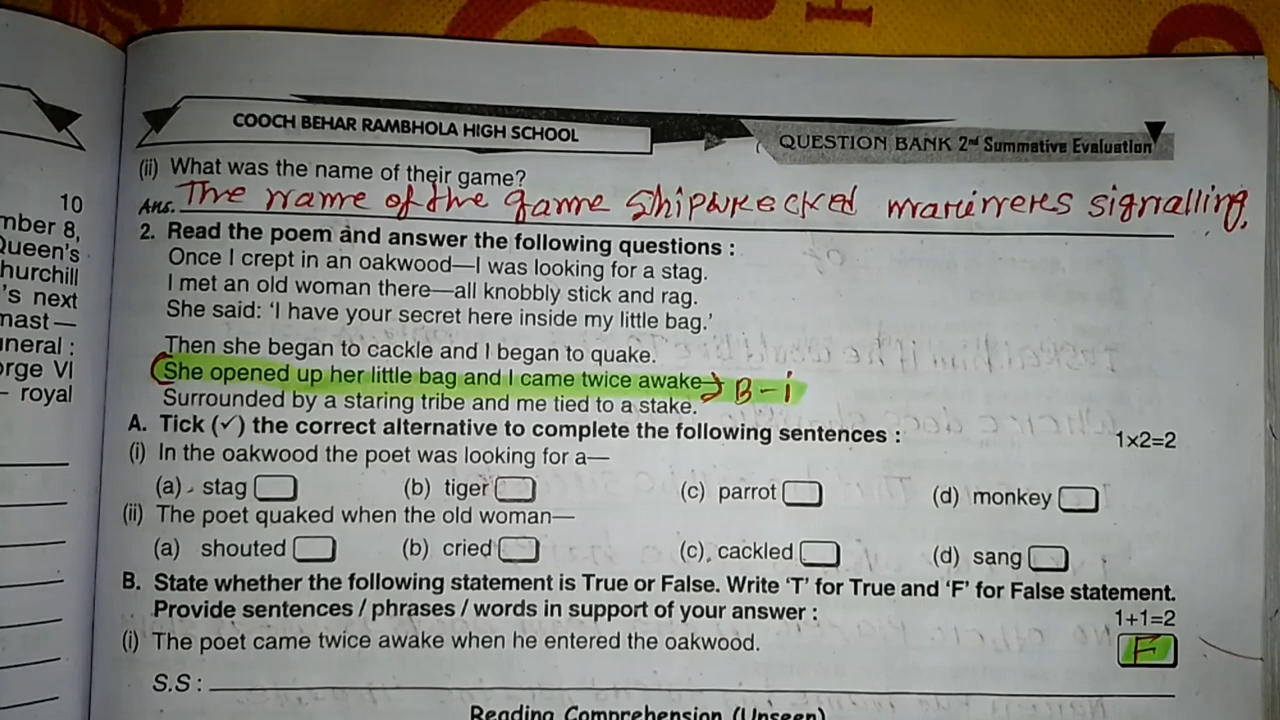 COOCH BEHAR RAMBHOLA HIGH SCHOOL
QUESTION BANK 2nd Summative Evaluation
(ii) What was the name of their game?
Ans. The name of the game Shipwrecked marinreres signalling,
2. Read the poem and answer the following questions :
Once I crept in an oakwood—I was looking for a stag.
I met an old woman there—all knobbly stick and rag.
She said: 'I have your secret here inside my little bag.'
Then she began to cackle and I began to quake.
She opened up her little bag and I came twice awake— B-i
Surrounded by a staring tribe and me tied to a stake.
A. Tick (✓) the correct alternative to complete the following sentences : 1×2=2
(i) In the oakwood the poet was looking for a—
(a) stag (b) tiger (c) parrot (d) monkey
(ii) The poet quaked when the old woman—
(a) shouted (b) cried (c) cackled (d) sang
B. State whether the following statement is True or False. Write 'T' for True and 'F' for False statement.
Provide sentences / phrases / words in support of your answer : 1+1=2
(i) The poet came twice awake when he entered the oakwood. F
S.S :
Reading Comprehension (Unseen)
10
mber 8,
Queen's
hurchill
's next
mast—
uneral :
orge VI
– royal